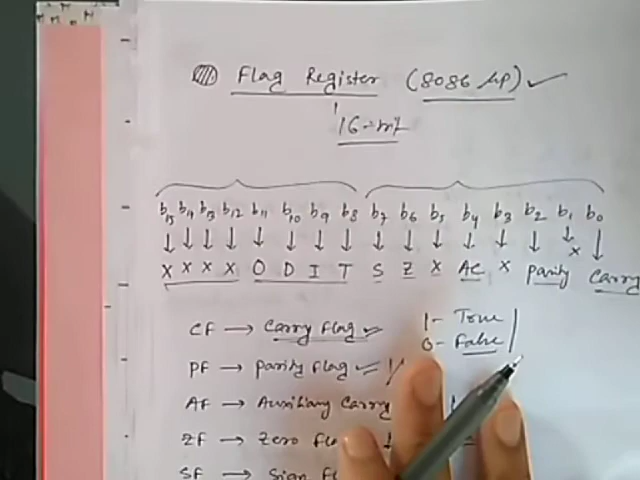 Flag Register (8086 μP) ✓
16-bit
b15 b14 b13 b12 b11 b10 b9 b8 b7 b6 b5 b4 b3 b2 b1 b0
X X X X O D I T S Z X AC X Parity X Carry
CF → Carry Flag 1- True
0- False
PF → Parity Flag
AF → Auxiliary Carry
ZF → Zero
SF → Sign